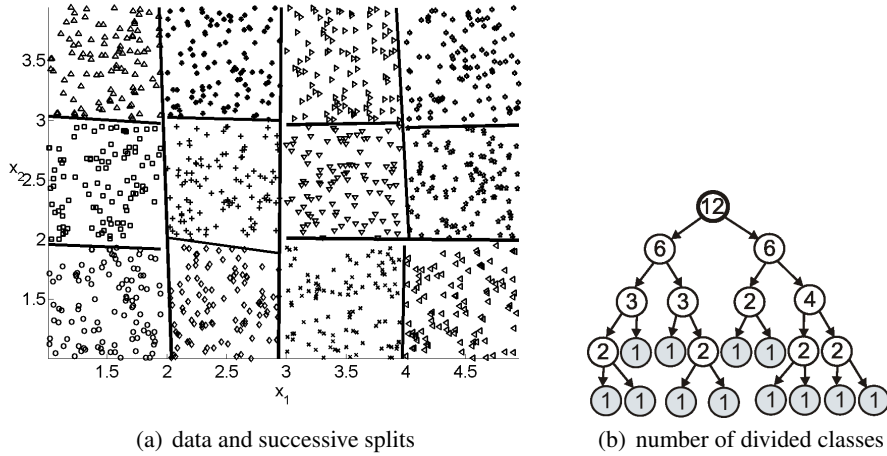 3.5
3
x2
2.5
2
1.5
1.5 2 2.5 3 3.5 4 4.5
x1
12
6 6
3 3 2 4
2 1 1 2 1 1 2 2
1 1 1 1 1 1 1 1
(a) data and successive splits
(b) number of divided classes